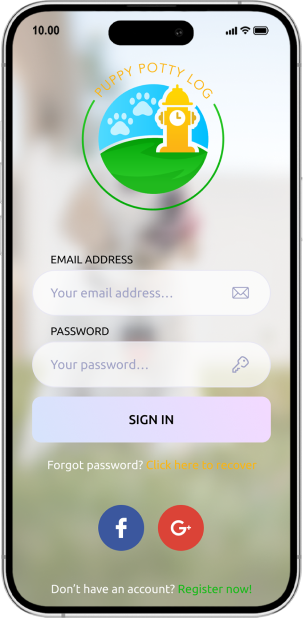 10.00
PUPPY POTTY LOG
EMAIL ADDRESS
Your email address...
PASSWORD
Your password...
SIGN IN
Forgot password? Click here to recover
f
G+
Don't have an account? Register now!